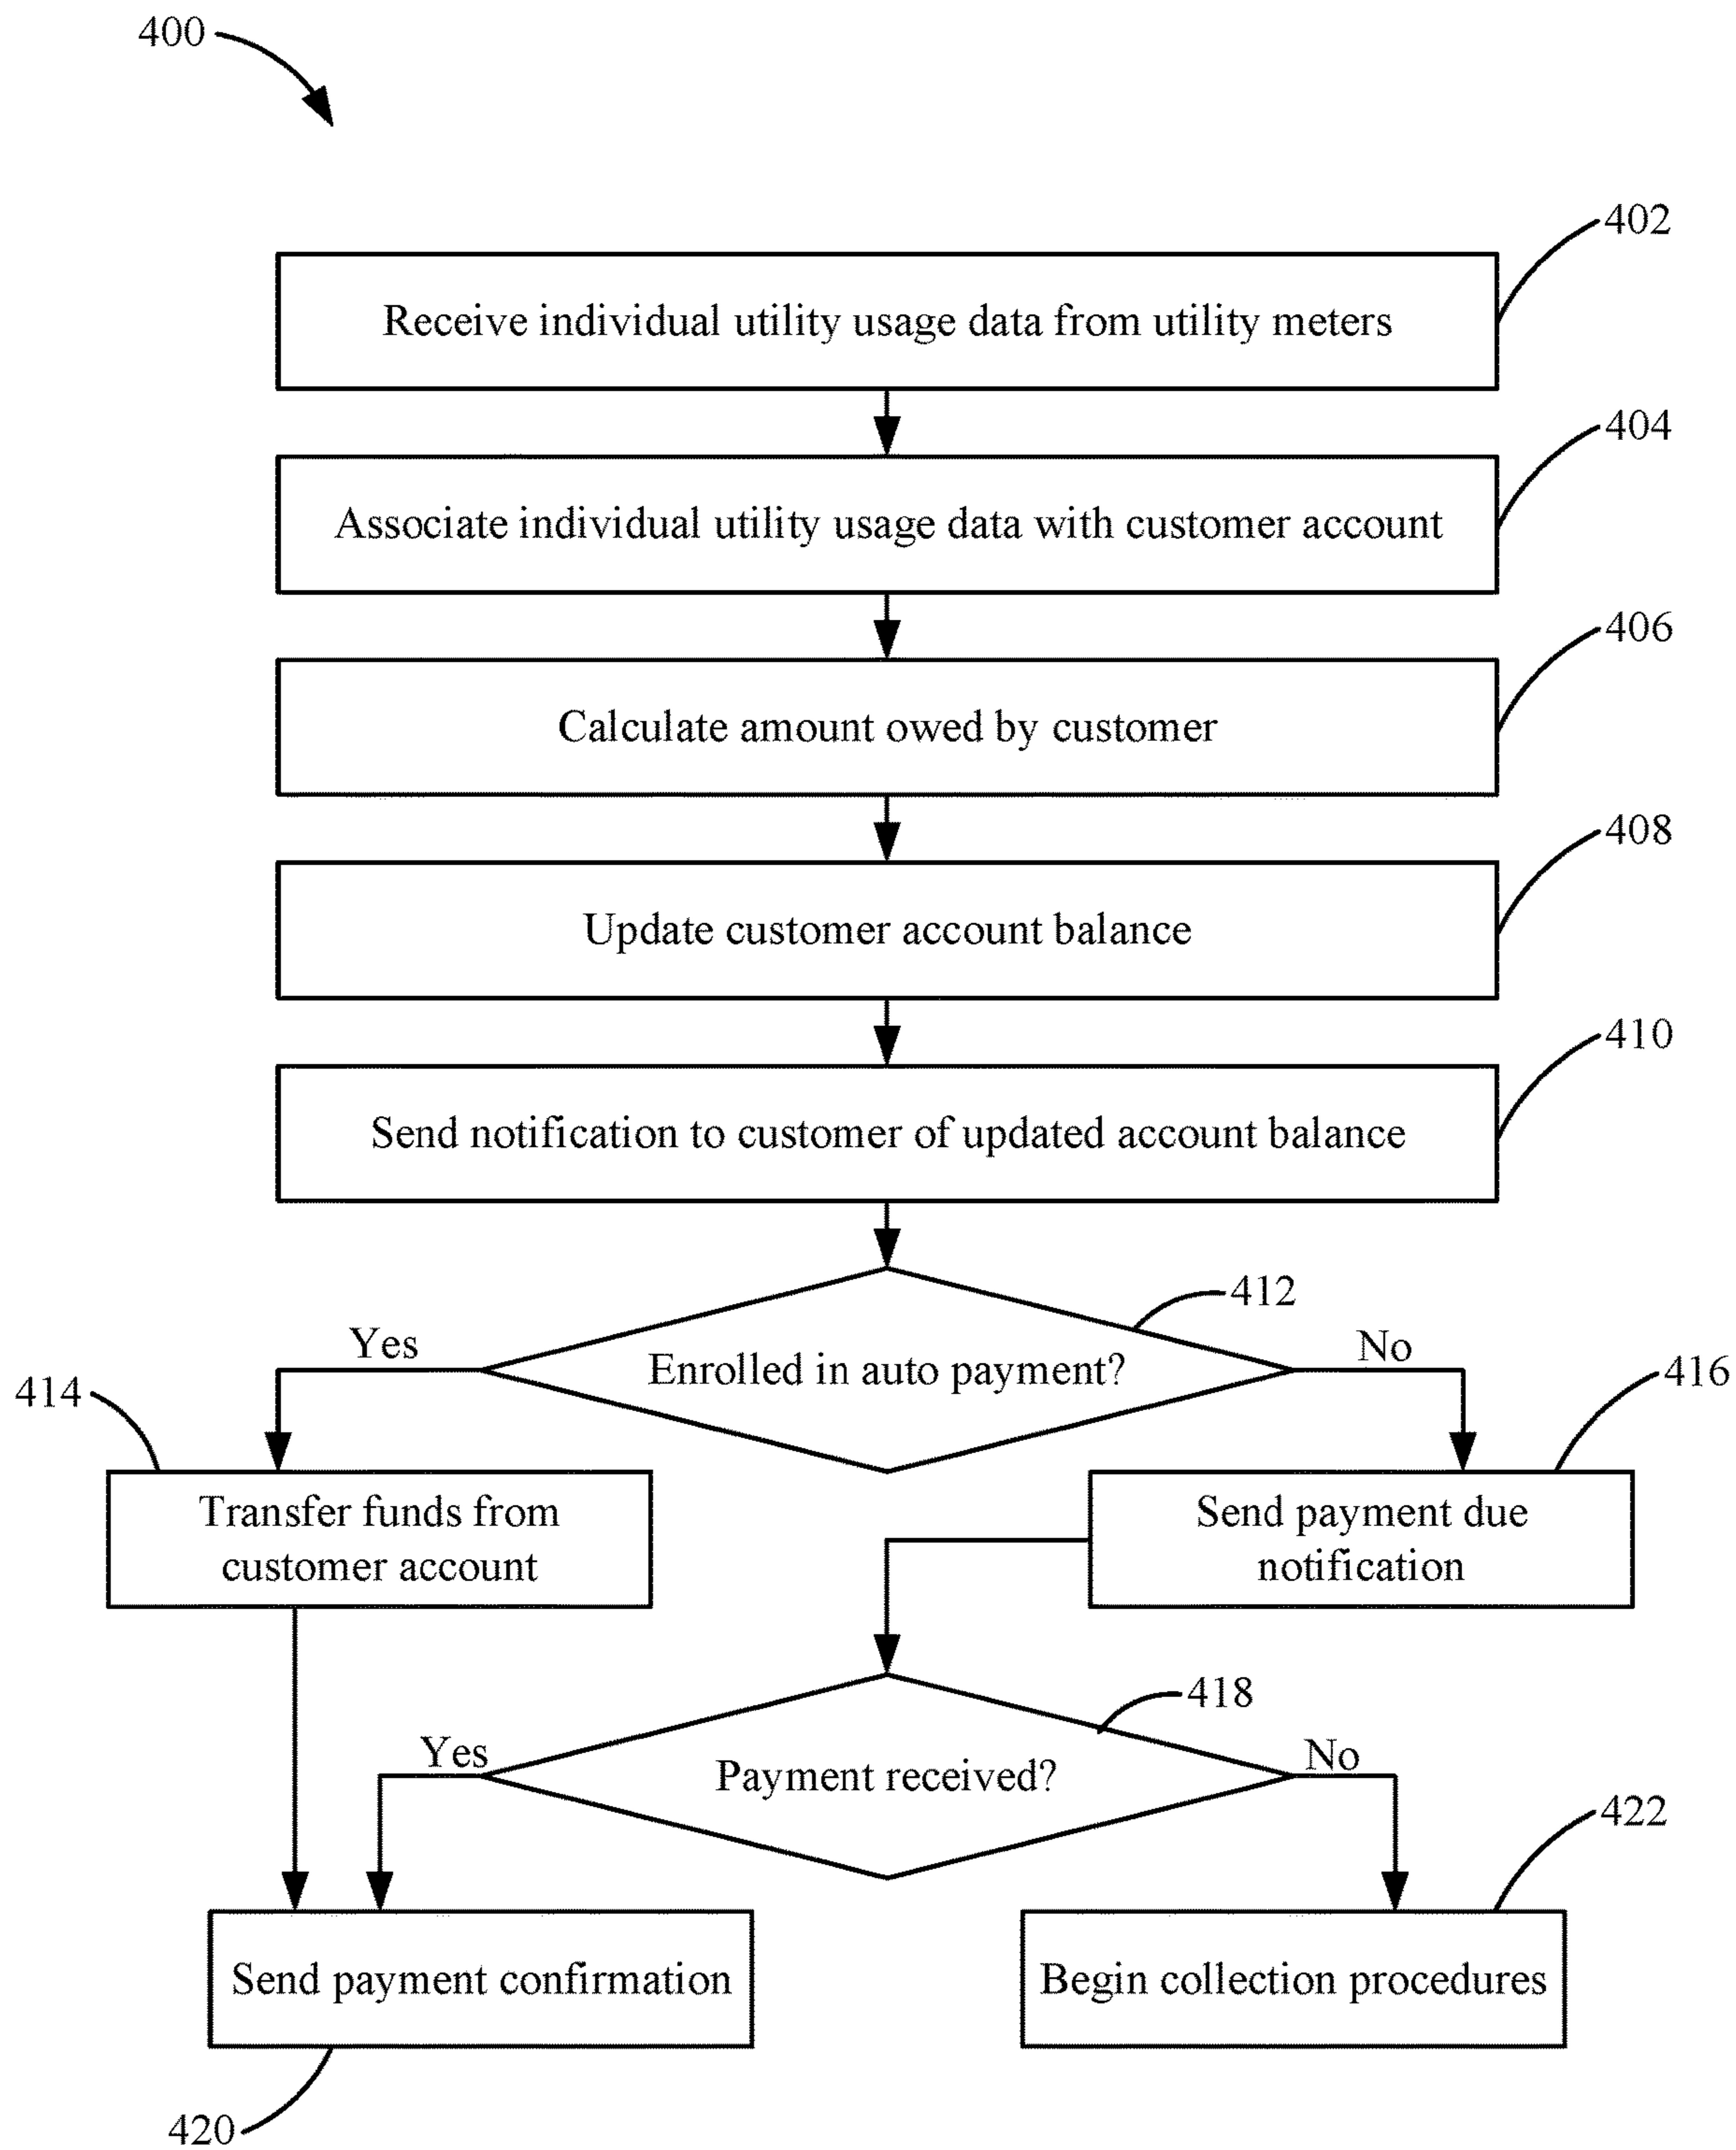 400
402
Receive individual utility usage data from utility meters
404
Associate individual utility usage data with customer account
406
Calculate amount owed by customer
408
Update customer account balance
410
Send notification to customer of updated account balance
412
Yes
Enrolled in auto payment?
No
414
416
Transfer funds from
customer account
Send payment due
notification
418
Yes
Payment received?
No
422
Send payment confirmation
Begin collection procedures
420